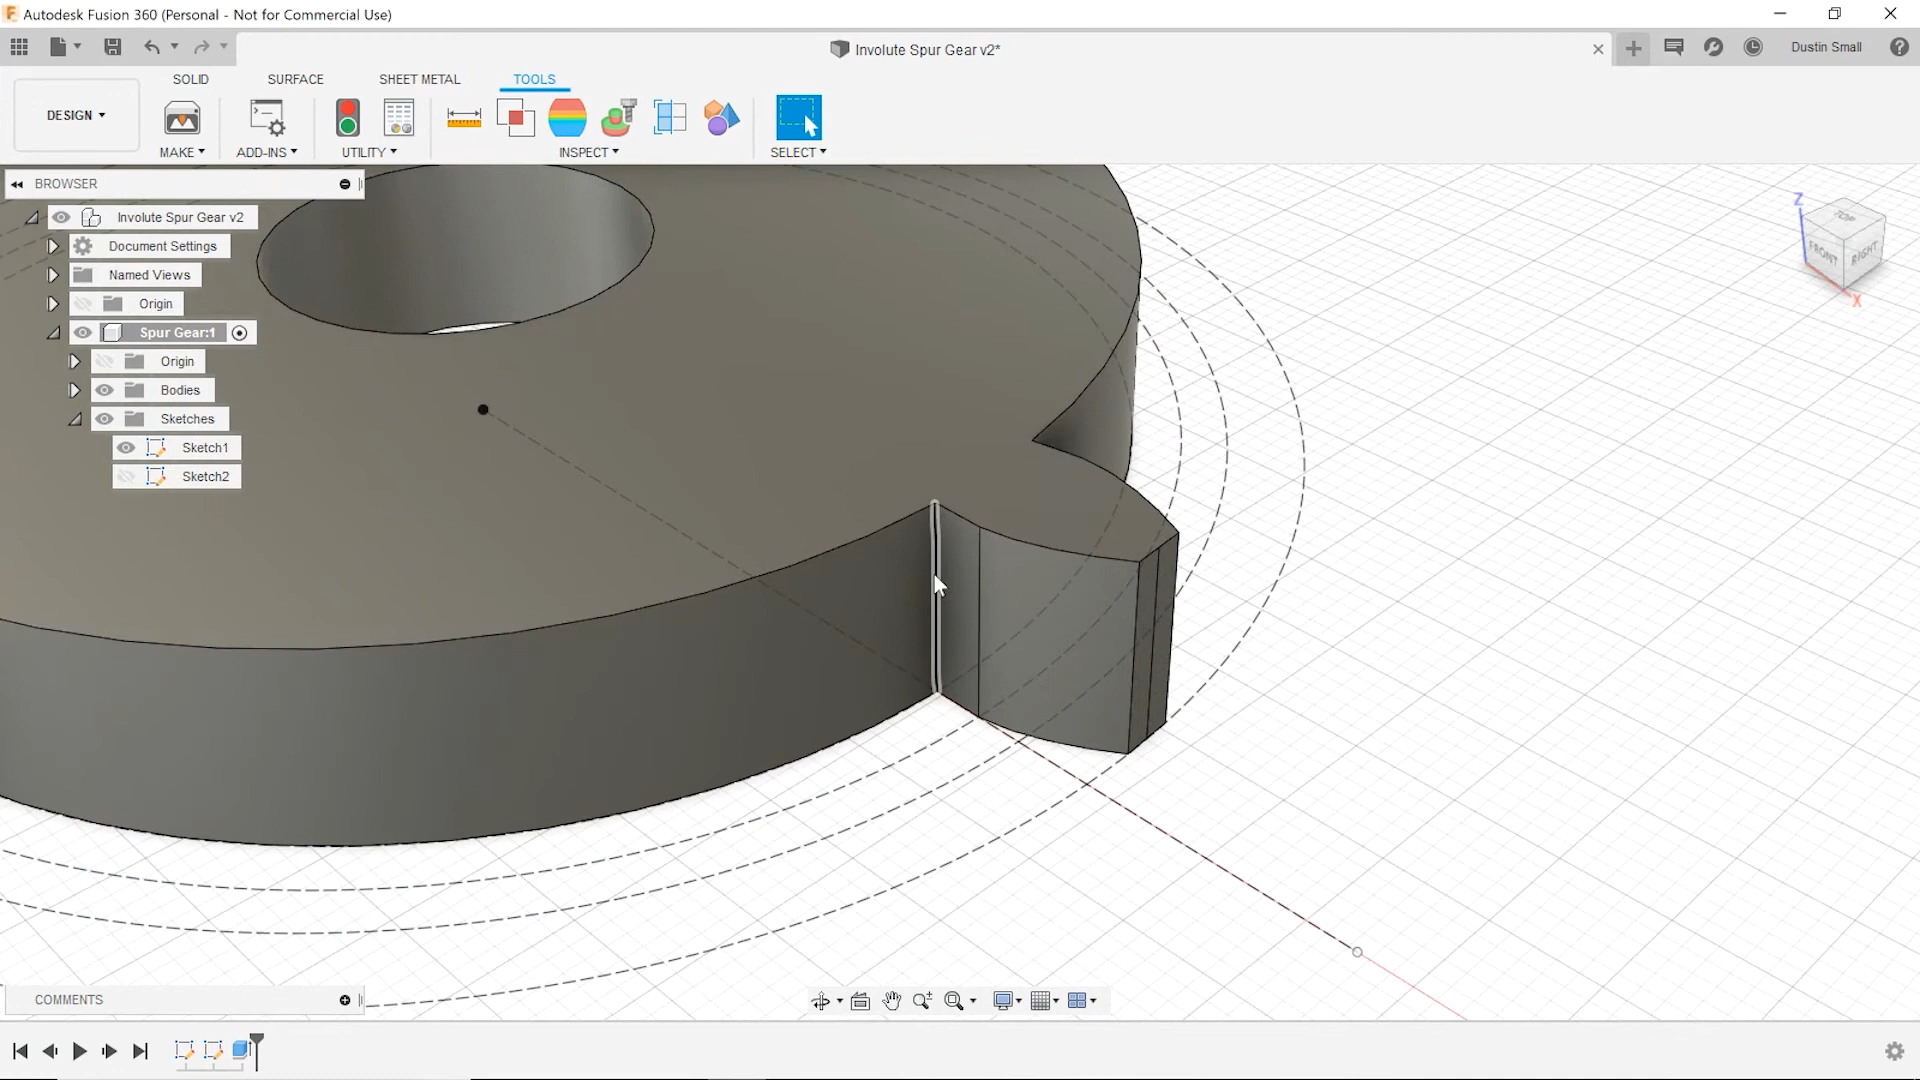 Autodesk Fusion 360 (Personal - Not for Commercial Use)
Involute Spur Gear v2*
Dustin Small
SOLID
SURFACE
SHEET METAL
TOOLS
DESIGN
MAKE
ADD-INS
UTILITY
INSPECT
SELECT
BROWSER
Involute Spur Gear v2
Document Settings
Named Views
Origin
Spur Gear:1
Origin
Bodies
Sketches
Sketch1
Sketch2
Z
TOP
FRONT
RIGHT
X
COMMENTS